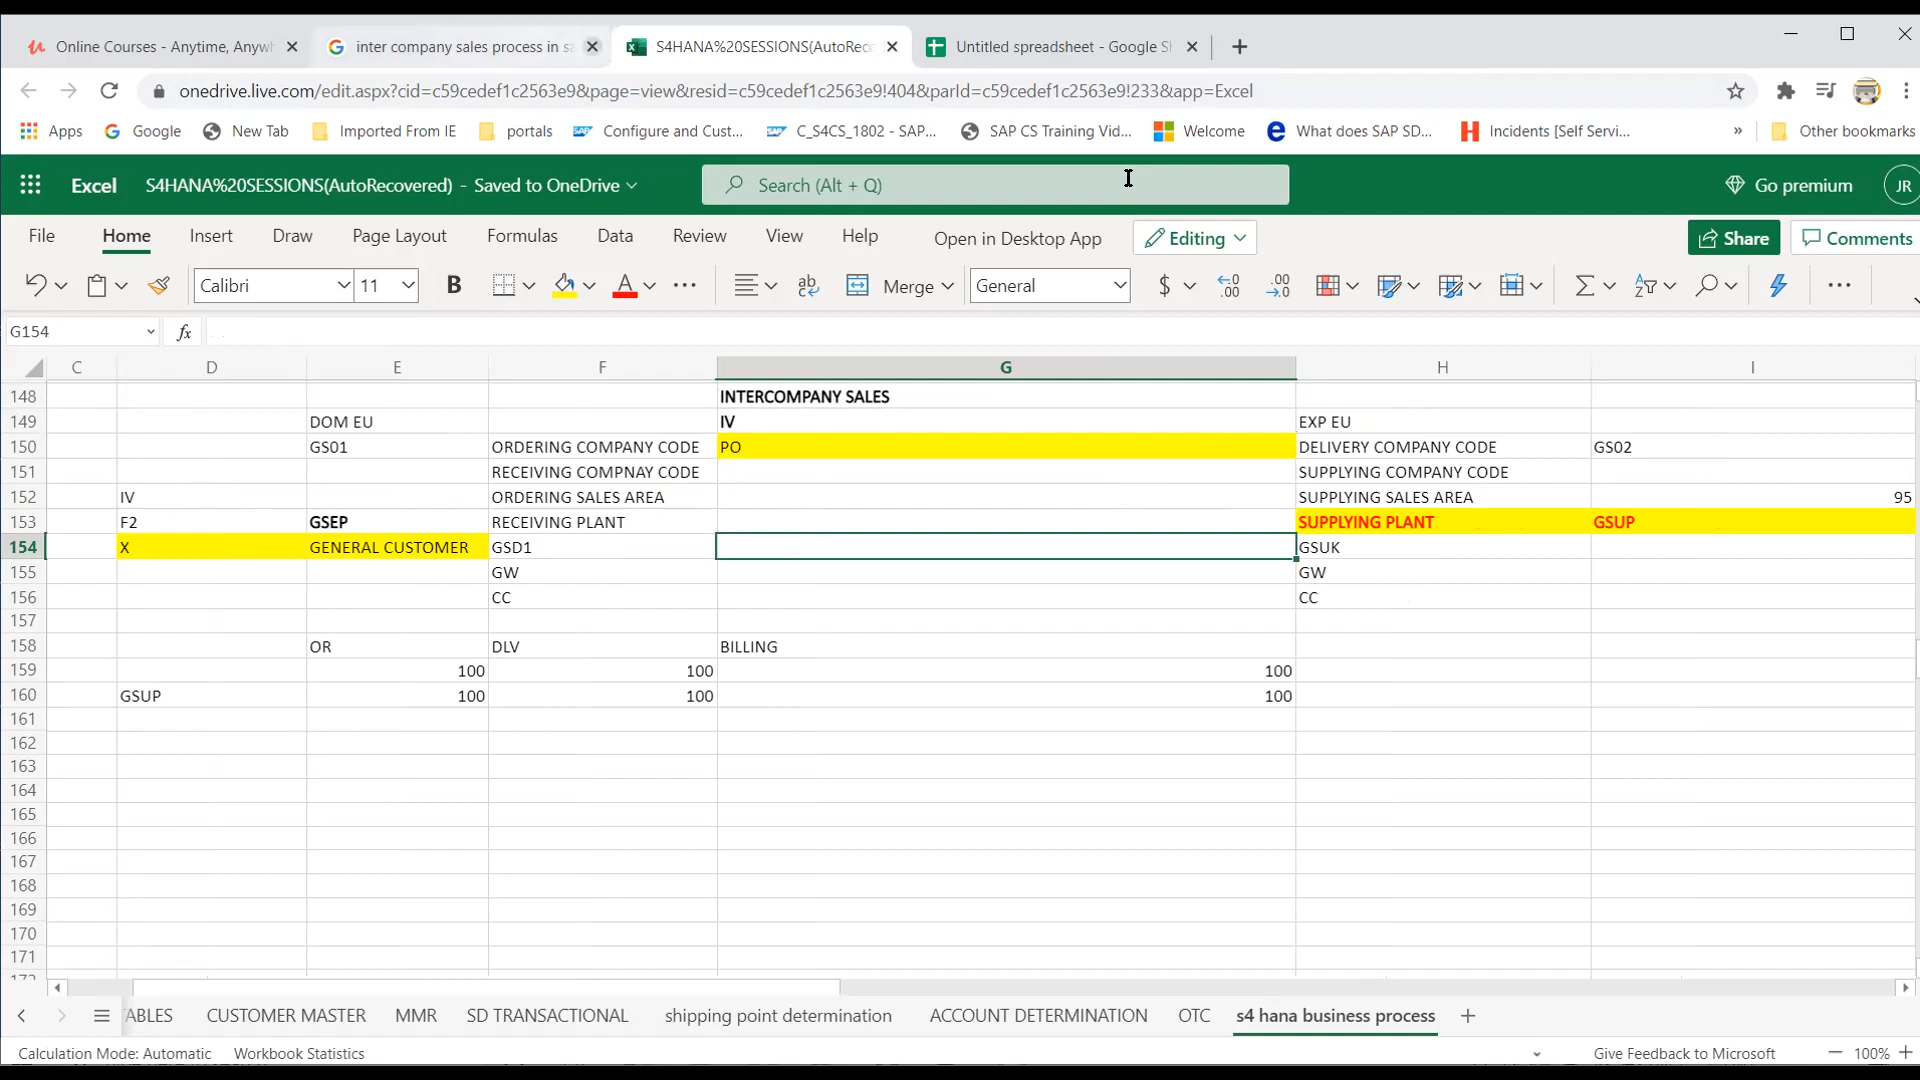 Online Courses - Anytime, Anywh
inter company sales process in sa
S4HANA%20SESSIONS(AutoReco
Untitled spreadsheet - Google Sh
onedrive.live.com/edit.aspx?cid=c59cedef1c2563e9&page=view&resid=c59cedef1c2563e9!404&parId=c59cedef1c2563e9!233&app=Excel
Apps Google New Tab Imported From IE portals Configure and Cust... C_S4CS_1802 - SAP... SAP CS Training Vid... Welcome What does SAP SD... Incidents [Self Servi... » Other bookmarks
Excel S4HANA%20SESSIONS(AutoRecovered) - Saved to OneDrive Search (Alt + Q) Go premium JR
File Home Insert Draw Page Layout Formulas Data Review View Help Open in Desktop App Editing Share Comments
Calibri 11 B A ab Merge General $ .00 .00
G154 fx
C D E F G H I
148 INTERCOMPANY SALES
149 DOM EU IV EXP EU
150 GS01 ORDERING COMPANY CODE PO DELIVERY COMPANY CODE GS02
151 RECEIVING COMPNAY CODE SUPPLYING COMPANY CODE
152 IV ORDERING SALES AREA SUPPLYING SALES AREA 95
153 F2 GSEP RECEIVING PLANT SUPPLYING PLANT GSUP
154 X GENERAL CUSTOMER GSD1 GSUK
155 GW GW
156 CC CC
157
158 OR DLV BILLING
159 100 100 100
160 GSUP 100 100 100
161
162
163
164
165
166
167
168
169
170
171
ABLES CUSTOMER MASTER MMR SD TRANSACTIONAL shipping point determination ACCOUNT DETERMINATION OTC s4 hana business process
Calculation Mode: Automatic Workbook Statistics Give Feedback to Microsoft 100%